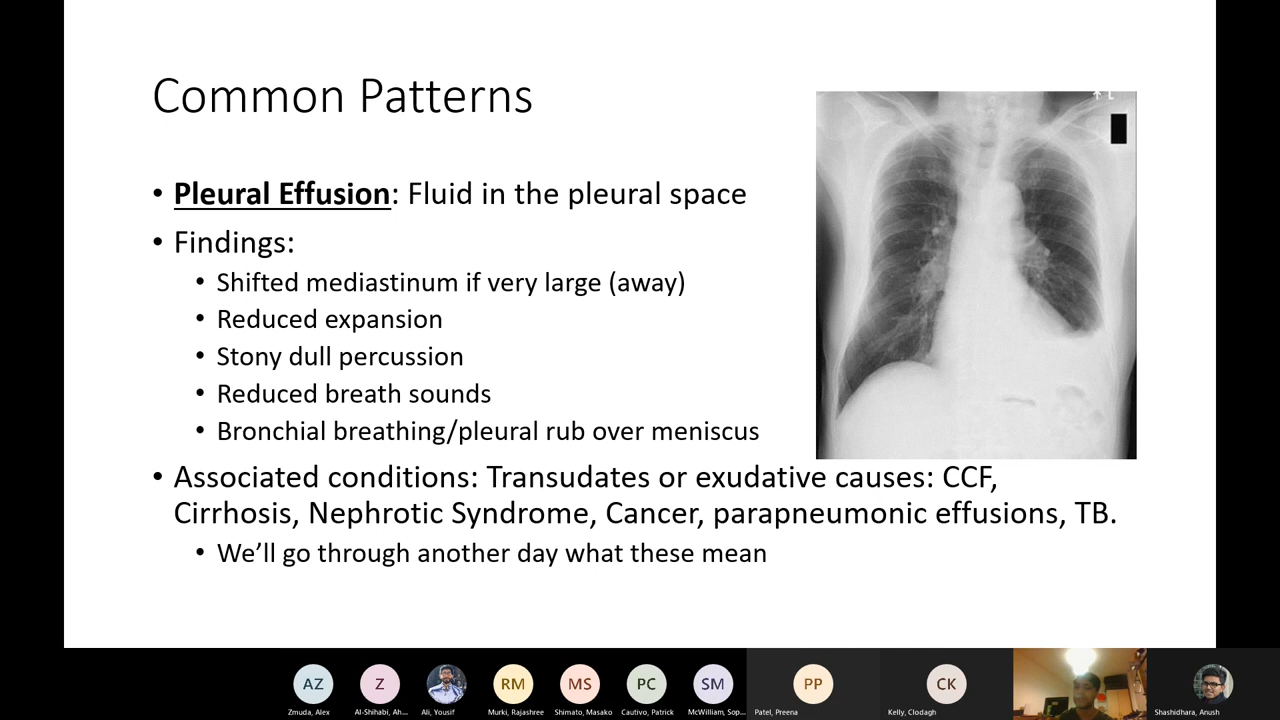 Common Patterns
L
• Pleural Effusion: Fluid in the pleural space
• Findings:
• Shifted mediastinum if very large (away)
• Reduced expansion
• Stony dull percussion
• Reduced breath sounds
• Bronchial breathing/pleural rub over meniscus
• Associated conditions: Transudates or exudative causes: CCF,
Cirrhosis, Nephrotic Syndrome, Cancer, parapneumonic effusions, TB.
• We’ll go through another day what these mean
AZ
Z
RM
MS
PC
SM
PP
CK
Zmuda, Alex
Al-Shihabi, Ah...
Ali, Yousif
Murki, Rajashree
Shimato, Masako
Cautivo, Patrick
McWilliam, Sop...
Patel, Preena
Kelly, Clodagh
Shashidhara, Anush